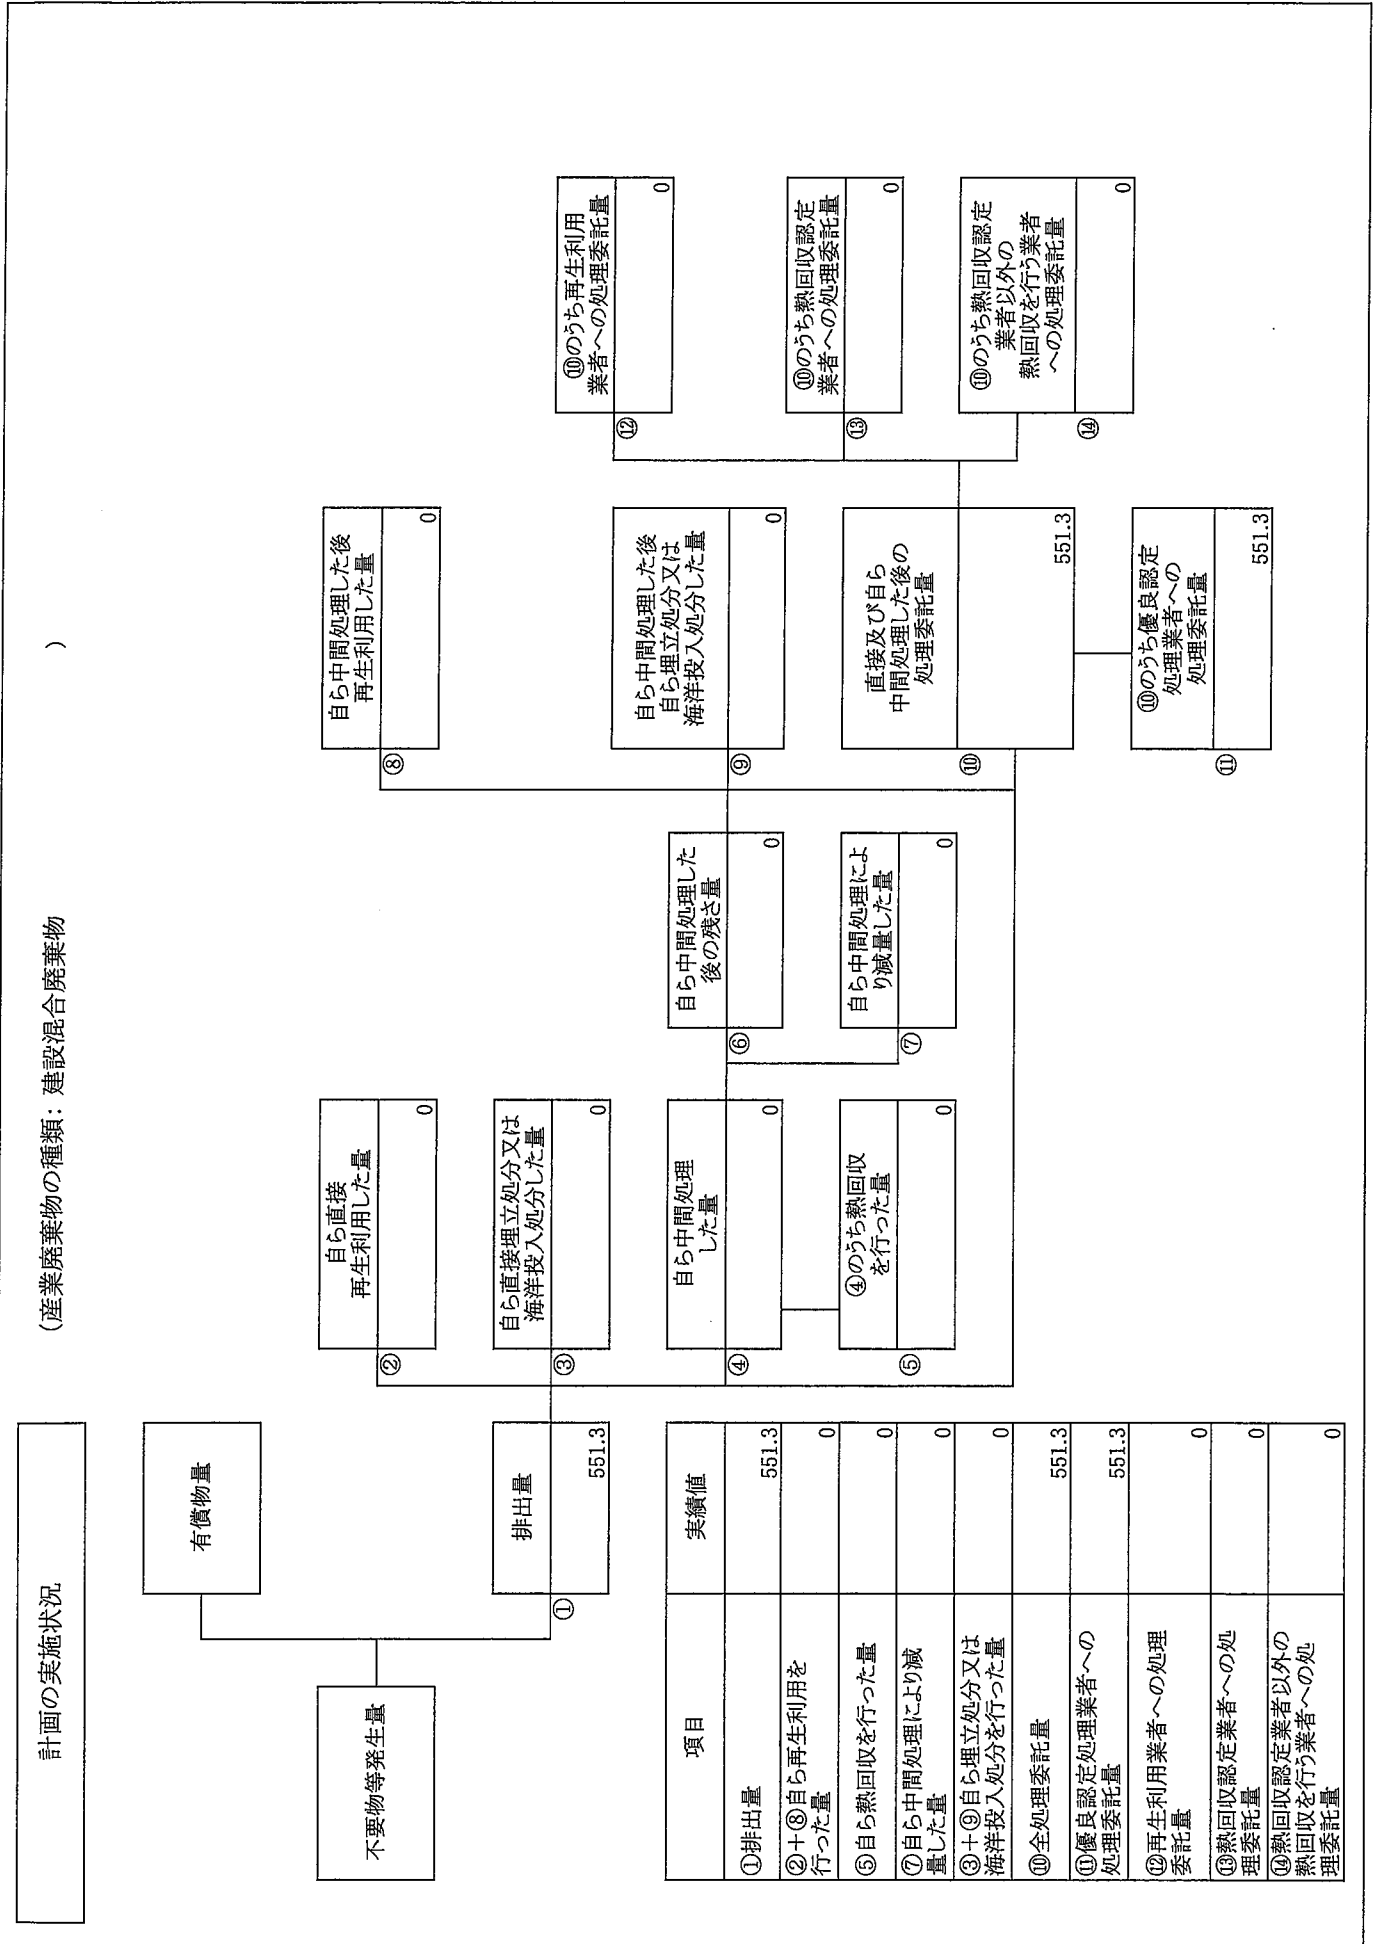 計画の実施状況
(産業廃棄物の種類: 建設混合廃棄物 )
不要物等発生量
有償物量
①
排出量
551.3
②
自ら直接
再生利用した量
0
③
自ら直接埋立処分又は
海洋投入処分した量
0
④
自ら中間処理
した量
0
⑤
④のうち熱回収
を行った量
0
⑥
自ら中間処理した
後の残さ量
0
⑦
自ら中間処理によ
り減量した量
0
⑧
自ら中間処理した後
再生利用した量
0
⑨
自ら中間処理した後
自ら埋立処分又は
海洋投入処分した量
0
⑩
直接及び自ら
中間処理した後の
処理委託量
551.3
⑪
⑩のうち優良認定
処理業者への
処理委託量
551.3
⑫
⑩のうち再生利用
業者への処理委託量
0
⑬
⑩のうち熱回収認定
業者への処理委託量
0
⑭
⑩のうち熱回収認定
業者以外の
熱回収を行う業者
への処理委託量
0
項目 実績値
①排出量 551.3
②+⑧自ら再生利用を
行った量 0
⑤自ら熱回収を行った量 0
⑦自ら中間処理により減
量した量 0
③+⑨自ら埋立処分又は
海洋投入処分を行った量 0
⑩全処理委託量 551.3
⑪優良認定処理業者への
処理委託量 551.3
⑫再生利用業者への処理
委託量 0
⑬熱回収認定業者への処
理委託量 0
⑭熱回収認定業者以外の
熱回収を行う業者への処
理委託量 0